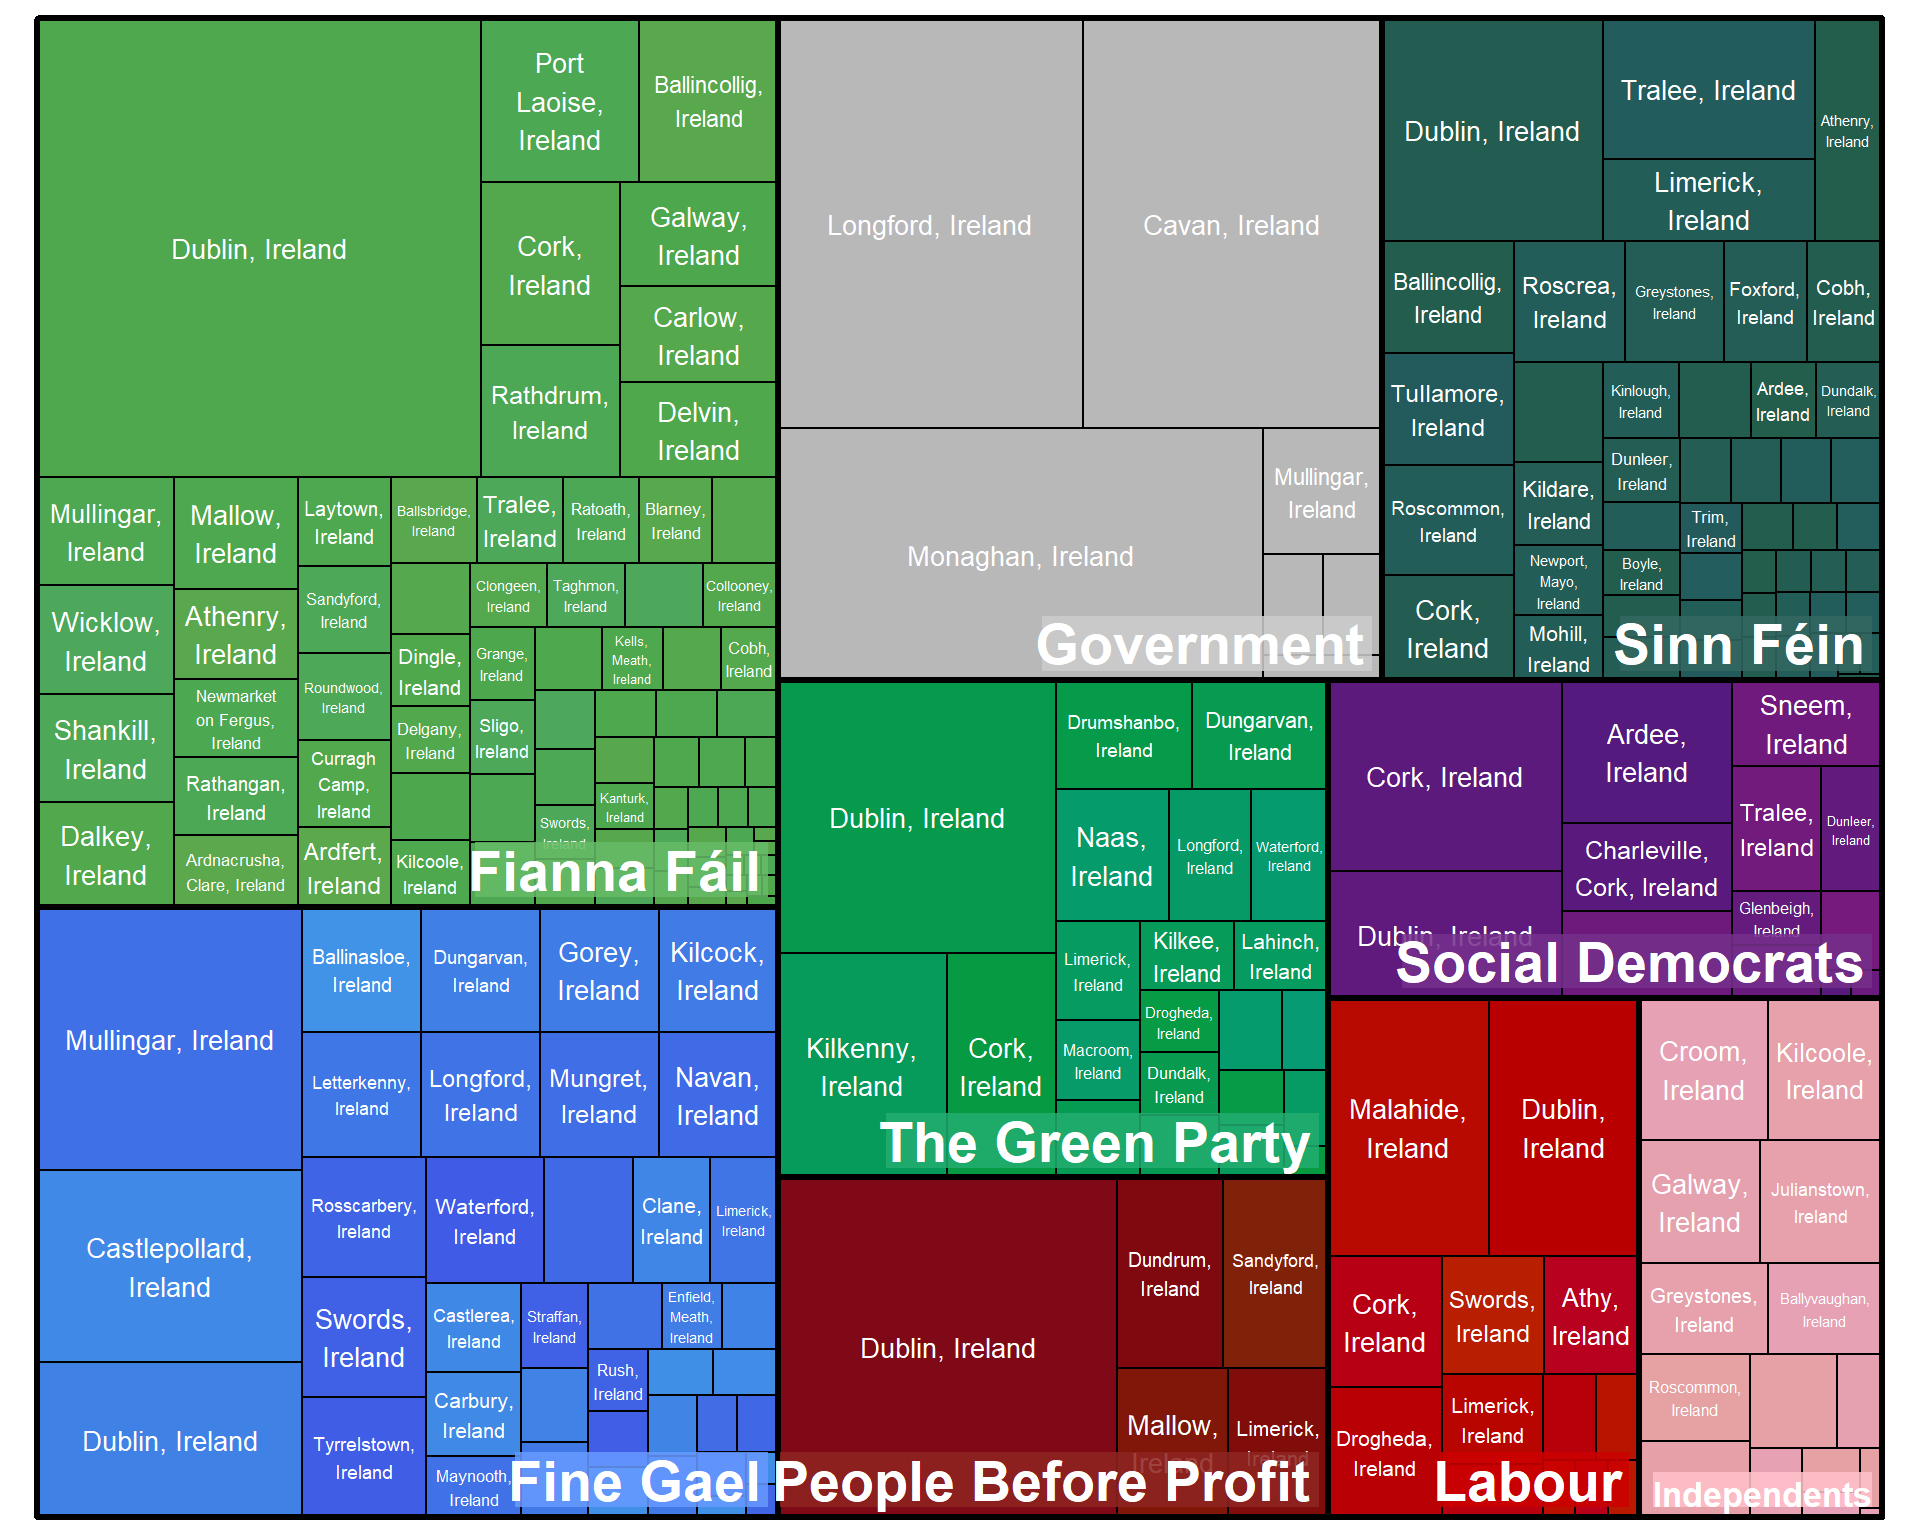 Dublin, Ireland
Port
Laoise,
Ireland
Ballincollig,
Ireland
Cork,
Ireland
Galway,
Ireland
Carlow,
Ireland
Rathdrum,
Ireland
Delvin,
Ireland
Mullingar,
Ireland
Mallow,
Ireland
Laytown,
Ireland
Ballsbridge,
Ireland
Tralee,
Ireland
Ratoath,
Ireland
Blarney,
Ireland
Wicklow,
Ireland
Athenry,
Ireland
Sandyford,
Ireland
Clongeen,
Ireland
Taghmon,
Ireland
Collooney,
Ireland
Dingle,
Ireland
Grange,
Ireland
Kells,
Meath,
Ireland
Cobh,
Ireland
Shankill,
Ireland
Newmarket
on Fergus,
Ireland
Roundwood,
Ireland
Delgany,
Ireland
Sligo,
Ireland
Rathangan,
Ireland
Curragh
Camp,
Ireland
Kanturk,
Ireland
Swords,
Ireland
Dalkey,
Ireland
Ardnacrusha,
Clare, Ireland
Ardfert,
Ireland
Kilcoole,
Ireland
Fianna Fáil
Longford, Ireland
Cavan, Ireland
Monaghan, Ireland
Mullingar,
Ireland
Government
Dublin, Ireland
Tralee, Ireland
Athenry,
Ireland
Limerick,
Ireland
Ballincollig,
Ireland
Roscrea,
Ireland
Greystones,
Ireland
Foxford,
Ireland
Cobh,
Ireland
Tullamore,
Ireland
Kinlough,
Ireland
Ardee,
Ireland
Dundalk,
Ireland
Roscommon,
Ireland
Kildare,
Ireland
Dunleer,
Ireland
Trim,
Ireland
Newport,
Mayo,
Ireland
Boyle,
Ireland
Cork,
Ireland
Mohill,
Ireland
Sinn Féin
Dublin, Ireland
Drumshanbo,
Ireland
Dungarvan,
Ireland
Naas,
Ireland
Longford,
Ireland
Waterford,
Ireland
Limerick,
Ireland
Kilkee,
Ireland
Lahinch,
Ireland
Kilkenny,
Ireland
Cork,
Ireland
Macroom,
Ireland
Drogheda,
Ireland
Dundalk,
Ireland
The Green Party
Cork, Ireland
Ardee,
Ireland
Sneem,
Ireland
Tralee,
Ireland
Dunleer,
Ireland
Charleville,
Cork, Ireland
Dublin, Ireland
Glenbeigh,
Ireland
Social Democrats
Mullingar, Ireland
Ballinasloe,
Ireland
Dungarvan,
Ireland
Gorey,
Ireland
Kilcock,
Ireland
Letterkenny,
Ireland
Longford,
Ireland
Mungret,
Ireland
Navan,
Ireland
Castlepollard,
Ireland
Rosscarbery,
Ireland
Waterford,
Ireland
Clane,
Ireland
Limerick,
Ireland
Swords,
Ireland
Castlerea,
Ireland
Straffan,
Ireland
Enfield,
Meath,
Ireland
Rush,
Ireland
Dublin, Ireland
Tyrrelstown,
Ireland
Carbury,
Ireland
Maynooth,
Ireland
Fine Gael
Dublin, Ireland
Dundrum,
Ireland
Sandyford,
Ireland
Mallow,
Ireland
Limerick,
Ireland
People Before Profit
Malahide,
Ireland
Dublin,
Ireland
Cork,
Ireland
Swords,
Ireland
Athy,
Ireland
Drogheda,
Ireland
Limerick,
Ireland
Labour
Croom,
Ireland
Kilcoole,
Ireland
Galway,
Ireland
Julianstown,
Ireland
Greystones,
Ireland
Ballyvaughan,
Ireland
Roscommon,
Ireland
Independents